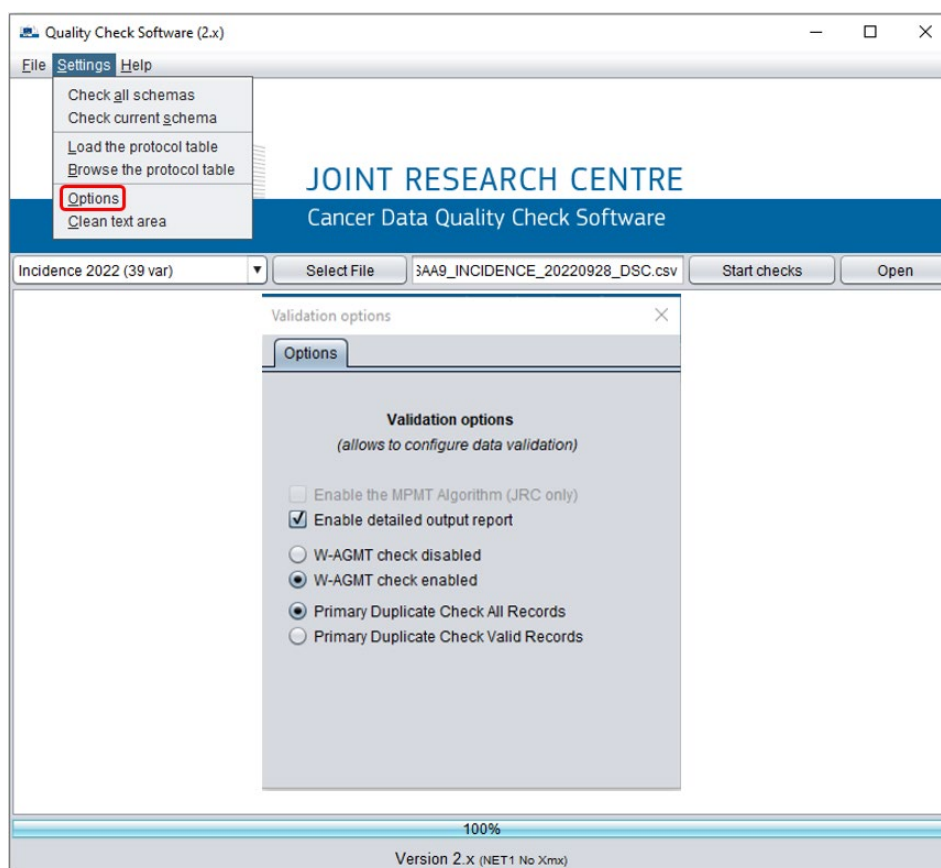 Quality Check Software (2.x)
File Settings Help
Check all schemas
Check current schema
Load the protocol table
Browse the protocol table
Options
Clean text area
JOINT RESEARCH CENTRE
Cancer Data Quality Check Software
Incidence 2022 (39 var) Select File SAA9_INCIDENCE_20220928_DSC.csv Start checks Open
Validation options
Options
Validation options
(allows to configure data validation)
Enable the MPMT Algorithm (JRC only)
Enable detailed output report
W-AGMT check disabled
W-AGMT check enabled
Primary Duplicate Check All Records
Primary Duplicate Check Valid Records
100%
Version 2.x (NET1 No Xmx)